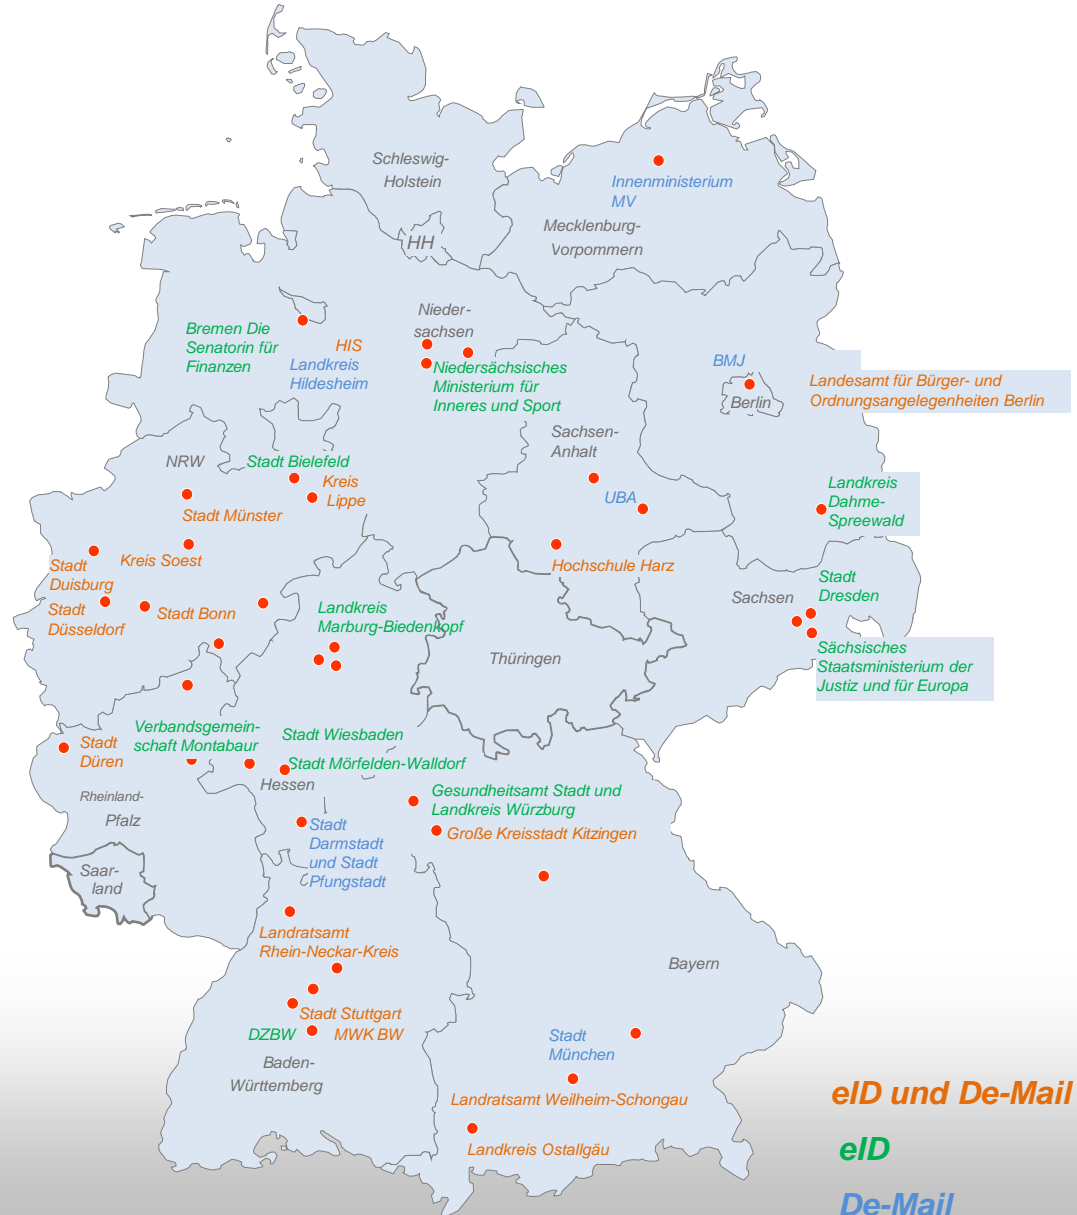 Schleswig-
Holstein
Innenministerium
MV
Mecklenburg-
Vorpommern
HH
Nieder-
sachsen
Bremen Die
Senatorin für
Finanzen
HIS
Landkreis
Hildesheim
Niedersächsisches
Ministerium für
Inneres und Sport
BMJ
Berlin
Landesamt für Bürger- und
Ordnungsangelegenheiten Berlin
Sachsen-
Anhalt
NRW
Stadt Bielefeld
Kreis
Lippe
UBA
Landkreis
Dahme-
Spreewald
Stadt Münster
Kreis Soest
Stadt
Duisburg
Hochschule Harz
Stadt
Dresden
Stadt
Düsseldorf
Stadt Bonn
Landkreis
Marburg-Biedenkopf
Sachsen
Thüringen
Sächsisches
Staatsministerium der
Justiz und für Europa
Verbandsgemein-
schaft Montabaur
Stadt Wiesbaden
Stadt
Düren
Stadt Mörfelden-Walldorf
Hessen
Rheinland-
Pfalz
Gesundheitsamt Stadt und
Landkreis Würzburg
Große Kreisstadt Kitzingen
Stadt
Darmstadt
und Stadt
Pfungstadt
Saar-
land
Landratsamt
Rhein-Neckar-Kreis
Bayern
Stadt Stuttgart
DZBW
MWK BW
Baden-
Württemberg
Stadt
München
Landratsamt Weilheim-Schongau
Landkreis Ostallgäu
eID und De-Mail
eID
De-Mail